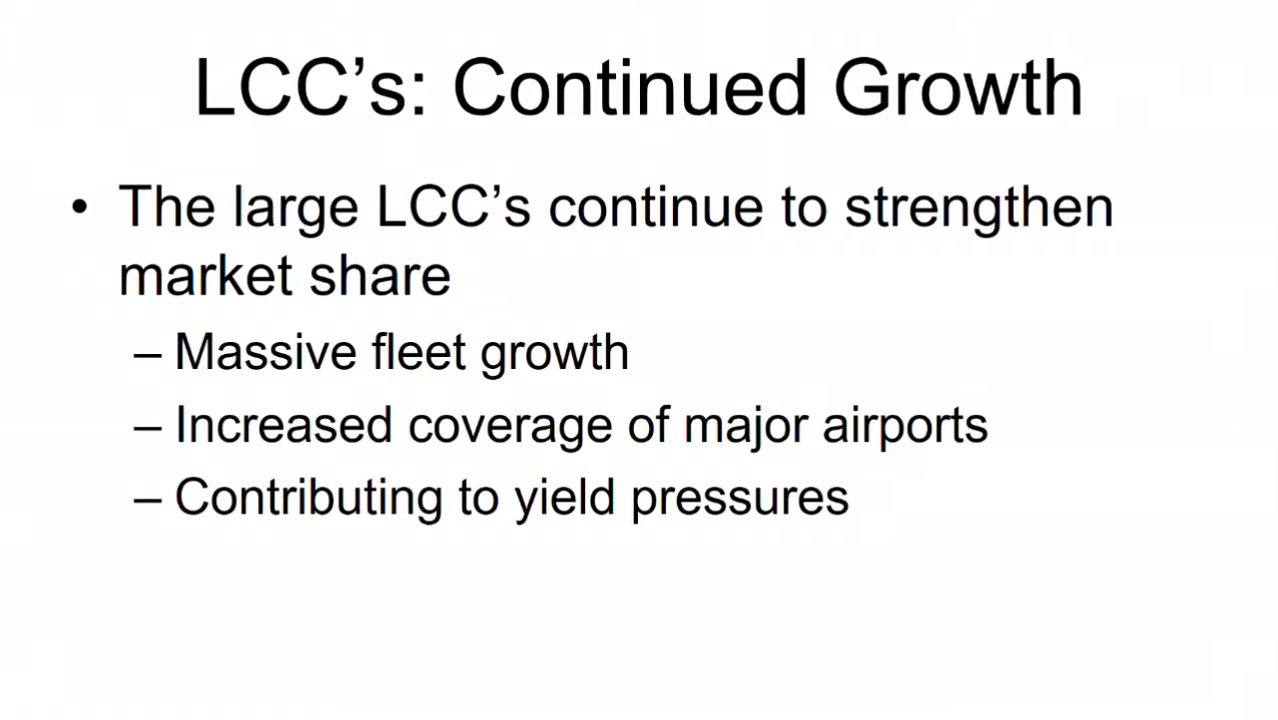 LCC’s: Continued Growth
• The large LCC’s continue to strengthen
market share
– Massive fleet growth
– Increased coverage of major airports
– Contributing to yield pressures